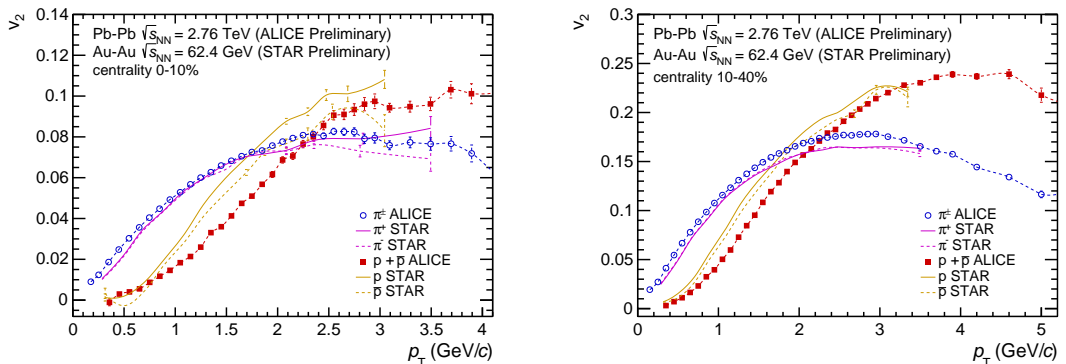 v₂
Pb-Pb √sNN = 2.76 TeV (ALICE Preliminary)
Au-Au √sNN = 62.4 GeV (STAR Preliminary)
centrality 0-10%
0.12
0.1
0.08
0.06
0.04
0.02
0
π± ALICE
π⁺ STAR
π⁻ STAR
p + p̄ ALICE
p STAR
p̄ STAR
0 0.5 1 1.5 2 2.5 3 3.5 4
pT (GeV/c)
v₂
Pb-Pb √sNN = 2.76 TeV (ALICE Preliminary)
Au-Au √sNN = 62.4 GeV (STAR Preliminary)
centrality 10-40%
0.3
0.25
0.2
0.15
0.1
0.05
0
π± ALICE
π⁺ STAR
π⁻ STAR
p + p̄ ALICE
p STAR
p̄ STAR
0 1 2 3 4 5
pT (GeV/c)